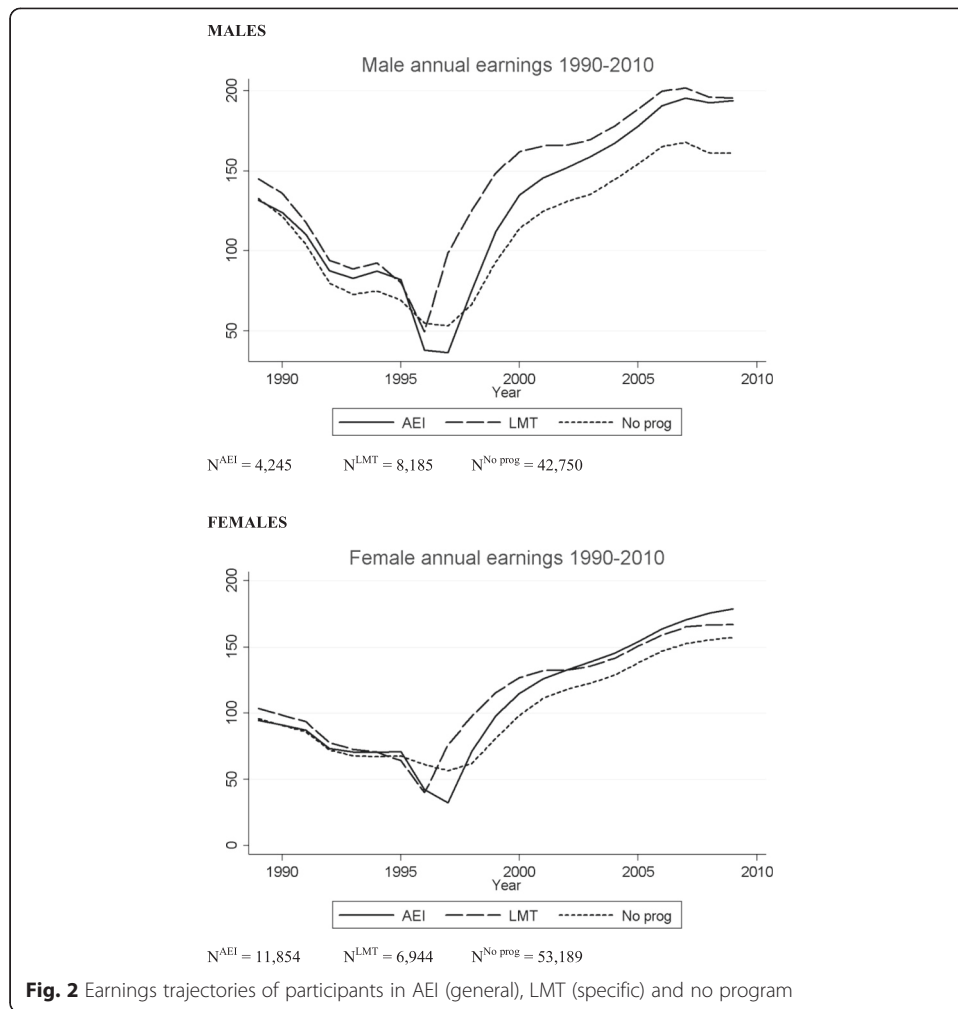 MALES
Male annual earnings 1990-2010
200
150
100
50
1990 1995 2000 2005 2010
Year
AEI LMT No prog
N^AEI = 4,245 N^LMT = 8,185 N^No prog = 42,750
FEMALES
Female annual earnings 1990-2010
200
150
100
50
0
1990 1995 2000 2005 2010
Year
AEI LMT No prog
N^AEI = 11,854 N^LMT = 6,944 N^No prog = 53,189
Fig. 2 Earnings trajectories of participants in AEI (general), LMT (specific) and no program